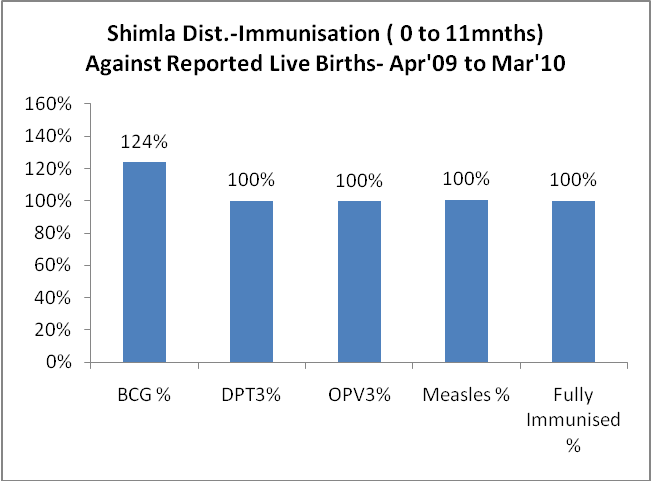 Shimla Dist.-Immunisation ( 0 to 11mnths)
Against Reported Live Births- Apr'09 to Mar'10
160%
140%
120%
100%
80%
60%
40%
20%
0%
124%
100%
100%
100%
100%
BCG %
DPT3%
OPV3%
Measles %
Fully
Immunised
%